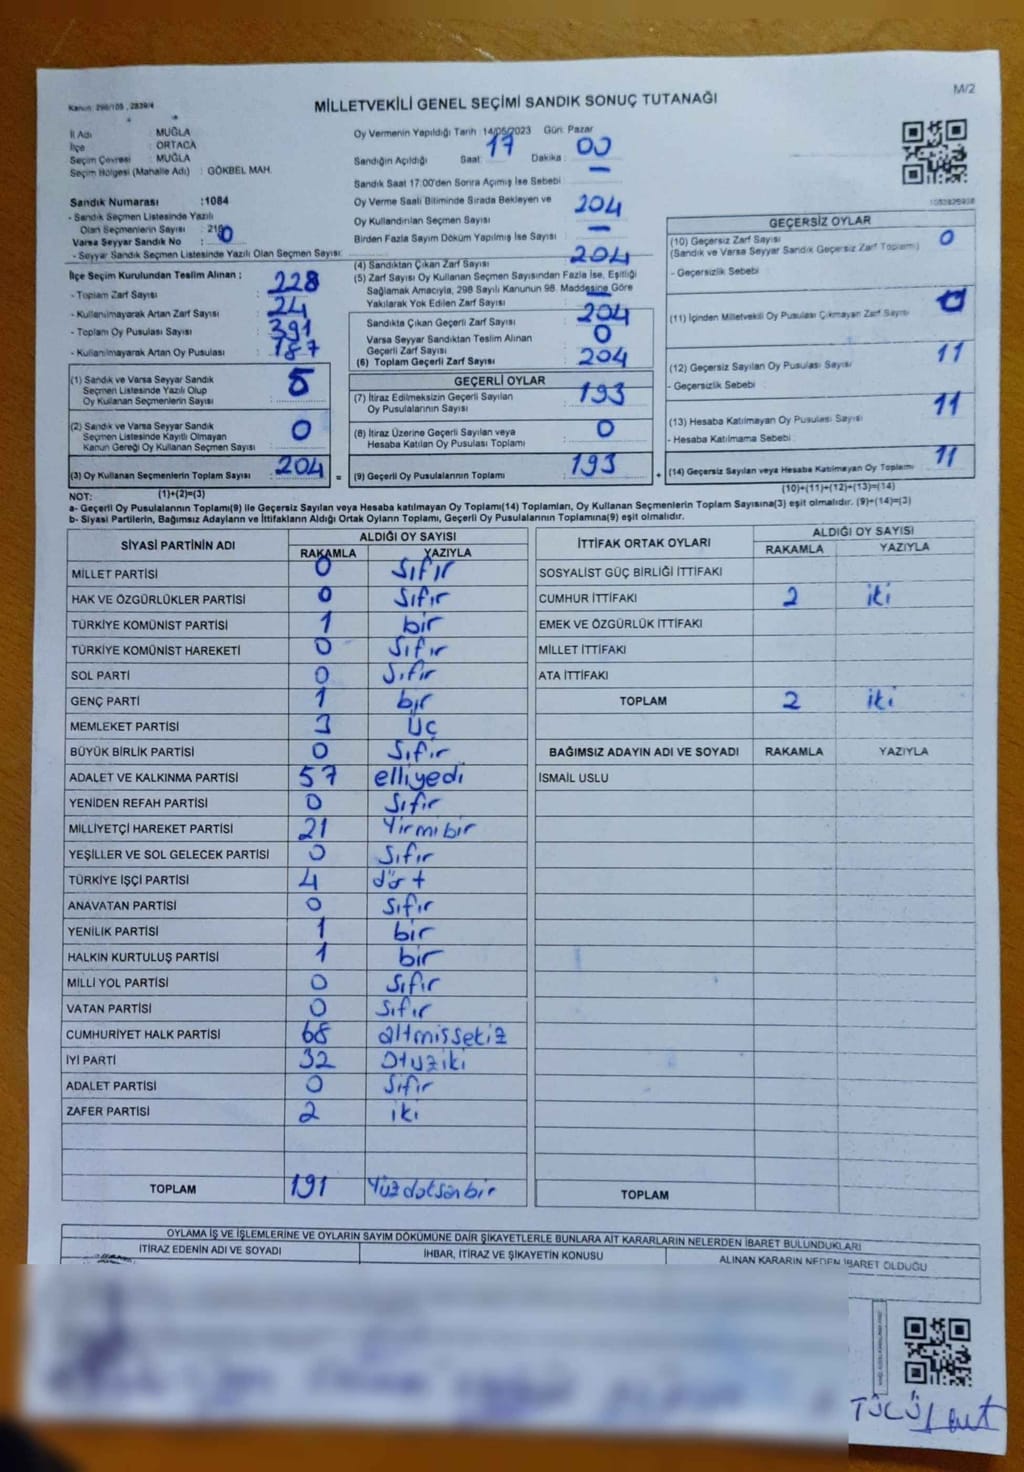 Kanun: 298/105, 2839/4
M/2
MİLLETVEKİLİ GENEL SEÇİMİ SANDIK SONUÇ TUTANAĞI
İl Adı : MUĞLA
İlçe : ORTACA
Seçim Çevresi : MUĞLA
Seçim Bölgesi (Mahalle Adı) : GÖKBEL MAH.
Sandık Numarası :1084
- Sandık Seçmen Listesinde Yazılı
Olan Seçmenlerin Sayısı :
Varsa Seyyar Sandık No : 0
- Seyyar Sandık Seçmen Listesinde Yazılı Olan Seçmen Sayısı:
Oy Vermenin Yapıldığı Tarih :14/05/2023 Gün: Pazar
Sandığın Açıldığı Saat: 17 Dakika : 00
Sandık Saat 17:00'den Sonra Açılmış İse Sebebi : —
Oy Verme Saati Bitiminde Sırada Bekleyen ve
Oy Kullandırılan Seçmen Sayısı : 204
Birden Fazla Sayım Döküm Yapılmış İse Sayısı : —
İlçe Seçim Kurulundan Teslim Alınan :
- Toplam Zarf Sayısı : 228
- Kullanılmayarak Artan Zarf Sayısı : 24
- Toplam Oy Pusulası Sayısı : 391
- Kullanılmayarak Artan Oy Pusulası : 187
(1) Sandık ve Varsa Seyyar Sandık
Seçmen Listesinde Yazılı Olup
Oy Kullanan Seçmenlerin Sayısı : 5
(2) Sandık ve Varsa Seyyar Sandık
Seçmen Listesinde Kayıtlı Olmayan
Kanun Gereği Oy Kullanan Seçmen Sayısı : 0
(3) Oy Kullanan Seçmenlerin Toplam Sayısı : 204 =
(4) Sandıktan Çıkan Zarf Sayısı : 204
(5) Zarf Sayısı Oy Kullanan Seçmen Sayısından Fazla İse, Eşitliği
Sağlamak Amacıyla, 298 Sayılı Kanunun 98. Maddesine Göre
Yakılarak Yok Edilen Zarf Sayısı : —
Sandıkta Çıkan Geçerli Zarf Sayısı : 204
Varsa Seyyar Sandıktan Teslim Alınan
Geçerli Zarf Sayısı : 0
(6) Toplam Geçerli Zarf Sayısı : 204
GEÇERLİ OYLAR
(7) İtiraz Edilmeksizin Geçerli Sayılan
Oy Pusulalarının Sayısı : 193
(8) İtiraz Üzerine Geçerli Sayılan veya
Hesaba Katılan Oy Pusulası Toplamı : 0
(9) Geçerli Oy Pusulalarının Toplamı : 193 +
GEÇERSİZ OYLAR
(10) Geçersiz Zarf Sayısı : 0
(Sandık ve Varsa Seyyar Sandık Geçersiz Zarf Toplamı)
- Geçersizlik Sebebi :
(11) İçinden Milletvekili Oy Pusulası Çıkmayan Zarf Sayısı : 0
(12) Geçersiz Sayılan Oy Pusulası Sayısı : 11
- Geçersizlik Sebebi :
(13) Hesaba Katılmayan Oy Pusulası Sayısı : 11
- Hesaba Katılmama Sebebi :
(14) Geçersiz Sayılan veya Hesaba Katılmayan Oy Toplamı : 11
NOT: (1)+(2)=(3)
(10)+(11)+(12)+(13)=(14)
a- Geçerli Oy Pusulalarının Toplamı(9) ile Geçersiz Sayılan veya Hesaba katılmayan Oy Toplamı(14) Toplamları, Oy Kullanan Seçmenlerin Toplam Sayısına(3) eşit olmalıdır. (9)+(14)=(3)
b- Siyasi Partilerin, Bağımsız Adayların ve İttifakların Aldığı Ortak Oyların Toplamı, Geçerli Oy Pusulalarının Toplamına(9) eşit olmalıdır.
SİYASİ PARTİNİN ADI ALDIĞI OY SAYISI
RAKAMLA YAZIYLA
MİLLET PARTİSİ 0 Sıfır
HAK VE ÖZGÜRLÜKLER PARTİSİ 0 Sıfır
TÜRKİYE KOMÜNİST PARTİSİ 1 bir
TÜRKİYE KOMÜNİST HAREKETİ 0 Sıfır
SOL PARTİ 0 Sıfır
GENÇ PARTİ 1 bir
MEMLEKET PARTİSİ 3 Üç
BÜYÜK BİRLİK PARTİSİ 0 Sıfır
ADALET VE KALKINMA PARTİSİ 57 elliyedi
YENİDEN REFAH PARTİSİ 0 Sıfır
MİLLİYETÇİ HAREKET PARTİSİ 21 Yirmibir
YEŞİLLER VE SOL GELECEK PARTİSİ 0 Sıfır
TÜRKİYE İŞÇİ PARTİSİ 4 dört
ANAVATAN PARTİSİ 0 Sıfır
YENİLİK PARTİSİ 1 bir
HALKIN KURTULUŞ PARTİSİ 1 bir
MİLLİ YOL PARTİSİ 0 Sıfır
VATAN PARTİSİ 0 Sıfır
CUMHURİYET HALK PARTİSİ 68 altmissekiz
İYİ PARTİ 32 Otuziki
ADALET PARTİSİ 0 Sıfır
ZAFER PARTİSİ 2 iki
TOPLAM 191
İTTİFAK ORTAK OYLARI ALDIĞI OY SAYISI
RAKAMLA YAZIYLA
SOSYALİST GÜÇ BİRLİĞİ İTTİFAKI
CUMHUR İTTİFAKI 2 iki
EMEK VE ÖZGÜRLÜK İTTİFAKI
MİLLET İTTİFAKI
ATA İTTİFAKI
TOPLAM 2 iki
BAĞIMSIZ ADAYIN ADI VE SOYADI RAKAMLA YAZIYLA
İSMAİL USLU
TOPLAM
OYLAMA İŞ VE İŞLEMLERİNE VE OYLARIN SAYIM DÖKÜMÜNE DAİR ŞİKAYETLERLE BUNLARA AİT KARARLARIN NELERDEN İBARET BULUNDUKLARI
İTİRAZ EDENİN ADI VE SOYADI İHBAR, İTİRAZ VE ŞİKAYETİN KONUSU ALINAN KARARIN NEDEN İBARET OLDUĞU